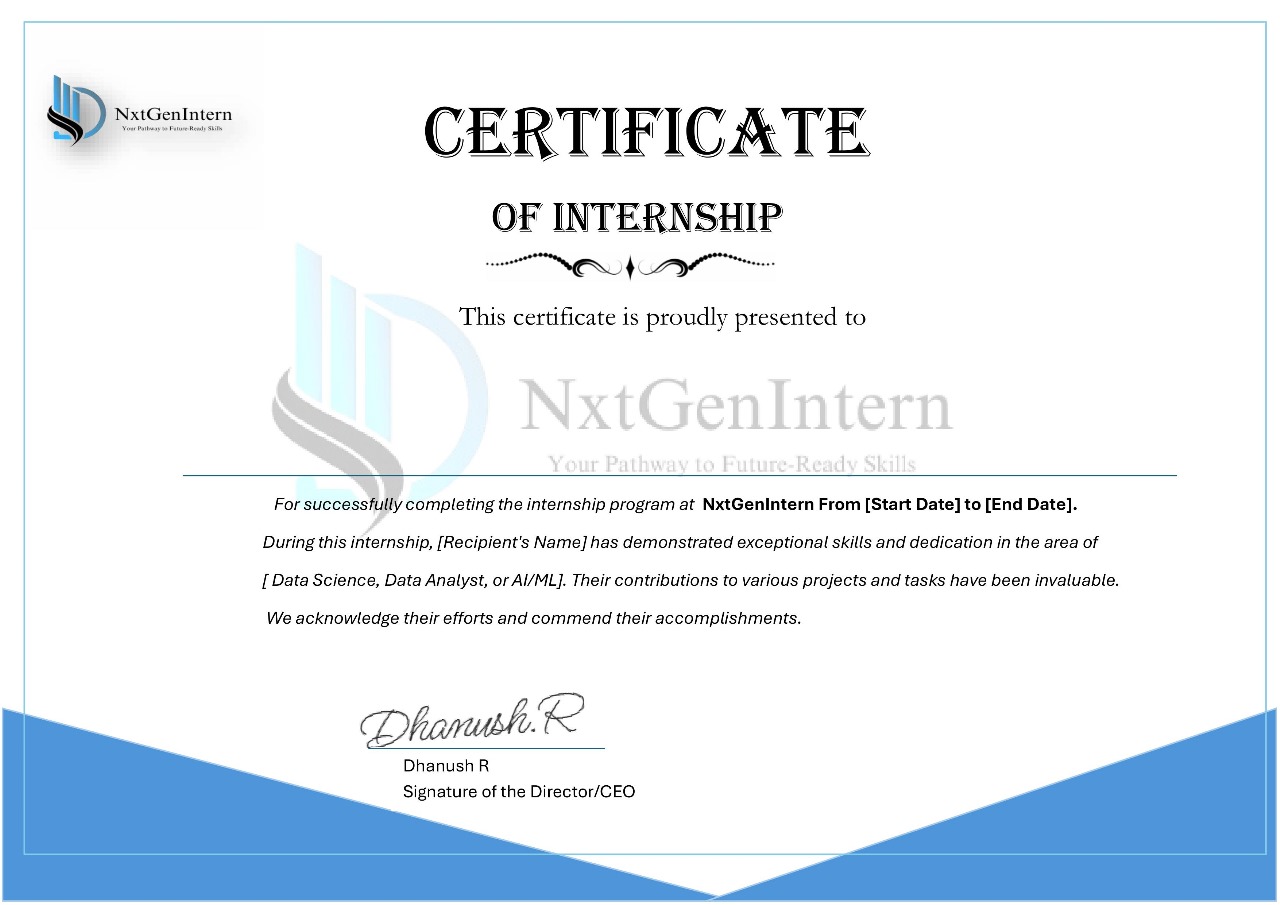 NxtGenIntern
Your Pathway to Future-Ready Skills
CERTIFICATE
OF INTERNSHIP
This certificate is proudly presented to
NxtGenIntern
Your Pathway to Future-Ready Skills
For successfully completing the internship program at NxtGenIntern From [Start Date] to [End Date].
During this internship, [Recipient's Name] has demonstrated exceptional skills and dedication in the area of
[ Data Science, Data Analyst, or AI/ML]. Their contributions to various projects and tasks have been invaluable.
We acknowledge their efforts and commend their accomplishments.
Dhanush.R
Dhanush R
Signature of the Director/CEO